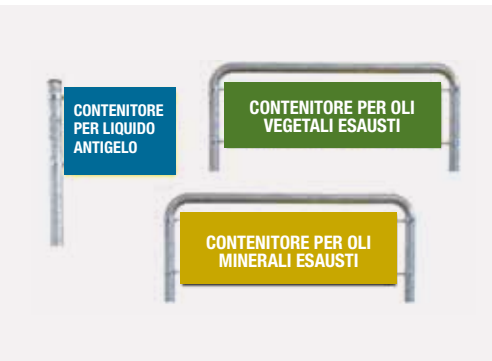 CONTENITORE
PER LIQUIDO
ANTIGELO
CONTENITORE PER OLI
VEGETALI ESAUSTI
CONTENITORE PER OLI
MINERALI ESAUSTI